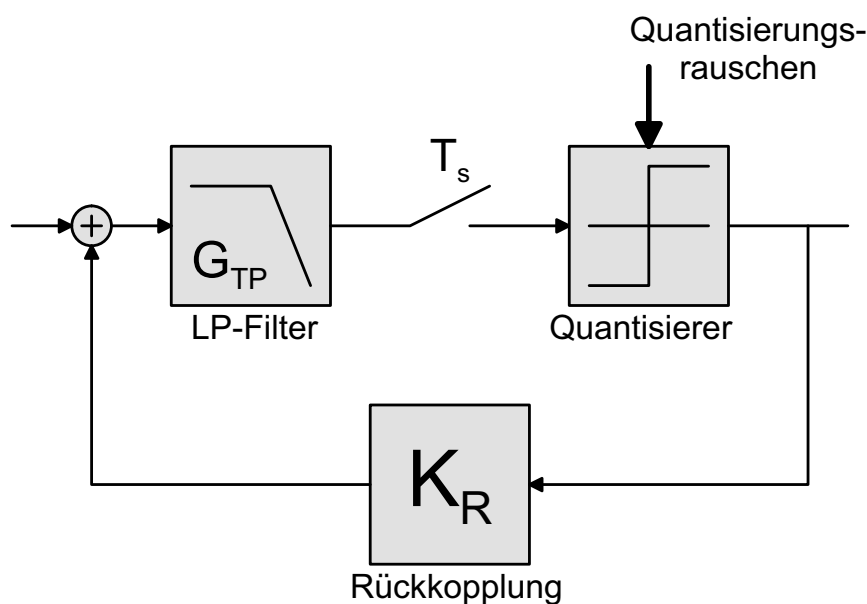 Quantisierungs-
rauschen
T_s
+
G_TP
LP-Filter
Quantisierer
K_R
Rückkopplung